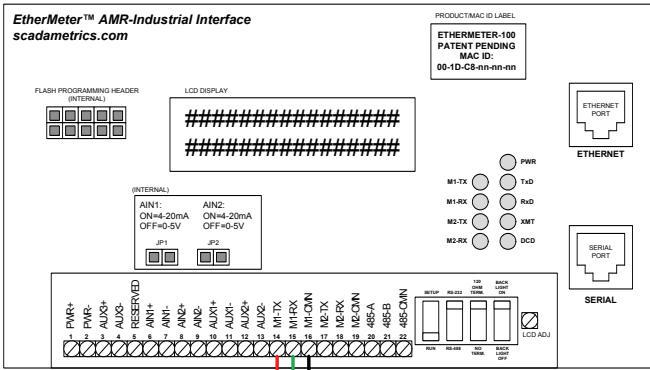 EtherMeter™ AMR-Industrial Interface
scadametrics.com
PRODUCT/MAC ID LABEL
ETHERMETER-100
PATENT PENDING
MAC ID:
00-1D-C8-nn-nn-nn
FLASH PROGRAMMING HEADER
(INTERNAL)
LCD DISPLAY
####################
####################
ETHERNET
PORT
ETHERNET
PWR
M1-TX TxD
M1-RX RxD
M2-TX XMT
M2-RX DCD
(INTERNAL)
AIN1: AIN2:
ON=4-20mA ON=4-20mA
OFF=0-5V OFF=0-5V
JP1 JP2
SERIAL
PORT
SERIAL
PWR+
PWR-
AUX3+
AUX3-
RESERVED
AIN1+
AIN1-
AIN2+
AIN2-
AUX1+
AUX1-
AUX2+
AUX2-
M1-TX
M1-RX
M1-CMN
M2-TX
M2-RX
M2-CMN
485-A
485-B
485-CMN
1 2 3 4 5 6 7 8 9 10 11 12 13 14 15 16 17 18 19 20 21 22
SETUP
RUN
RS-232
RS-485
120
OHM
TERM.
NO
TERM.
BACK
LIGHT
ON
BACK
LIGHT
OFF
LCD ADJ